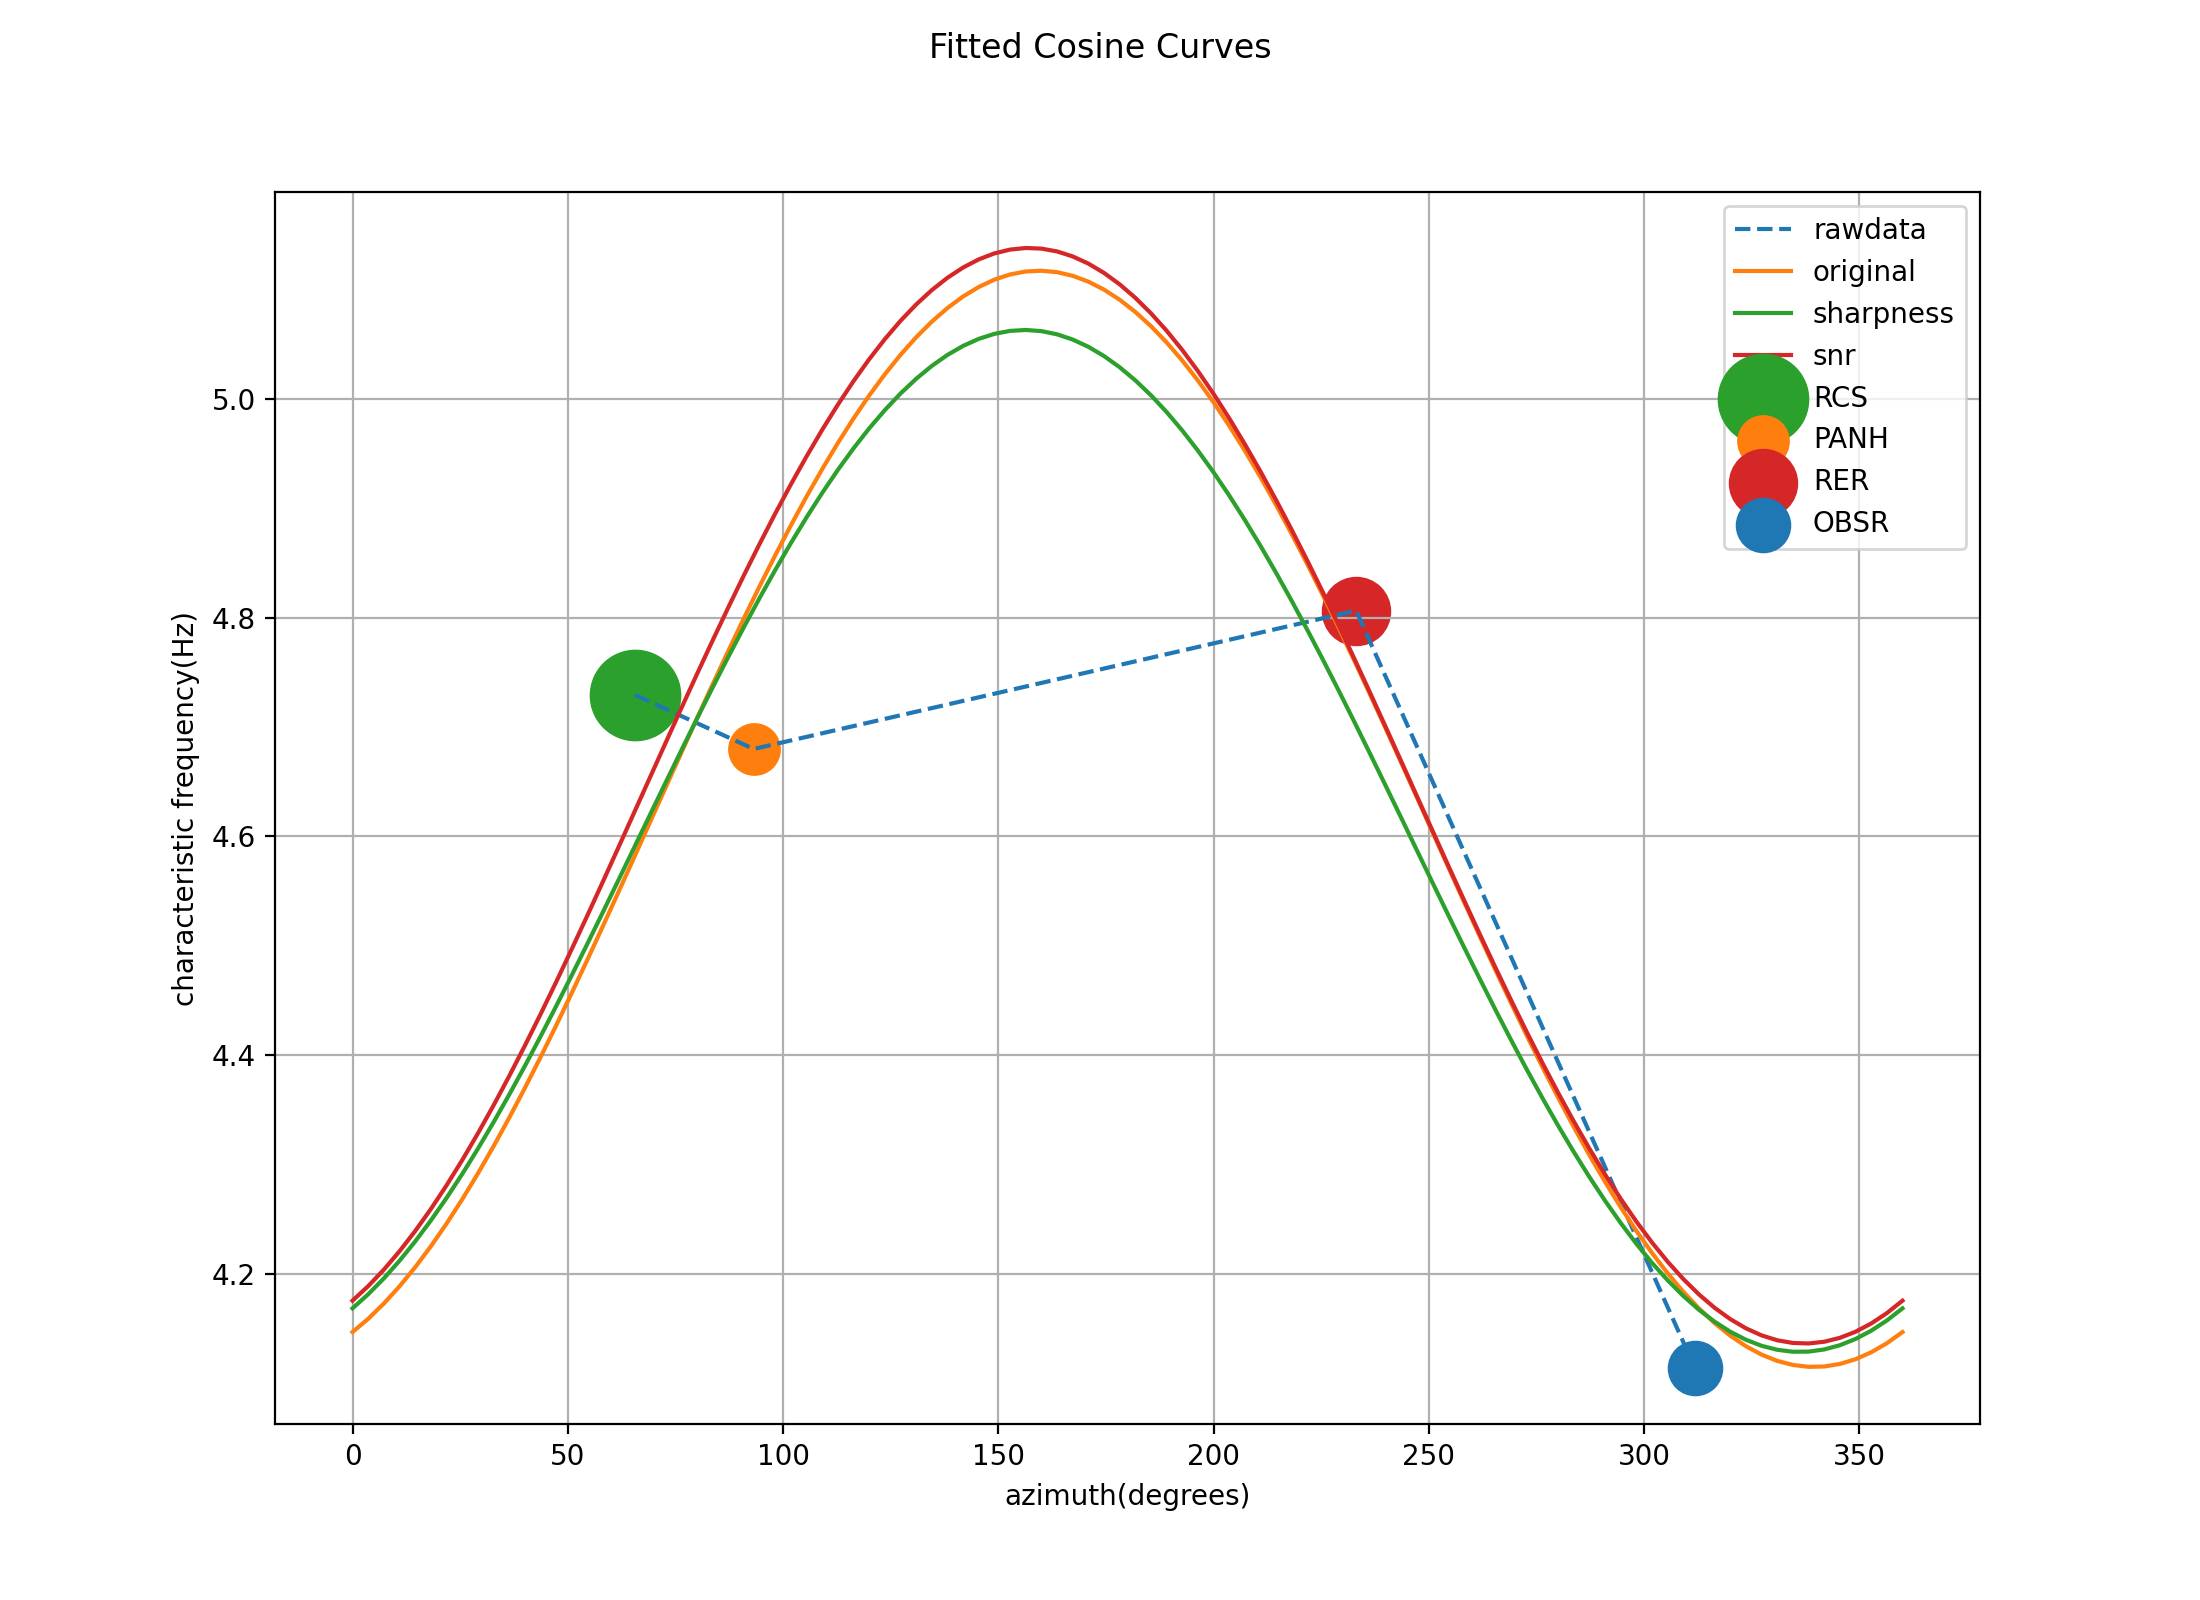 Fitted Cosine Curves
rawdata
original
sharpness
snr
RCS
PANH
RER
OBSR
characteristic frequency(Hz)
5.0
4.8
4.6
4.4
4.2
0 50 100 150 200 250 300 350
azimuth(degrees)